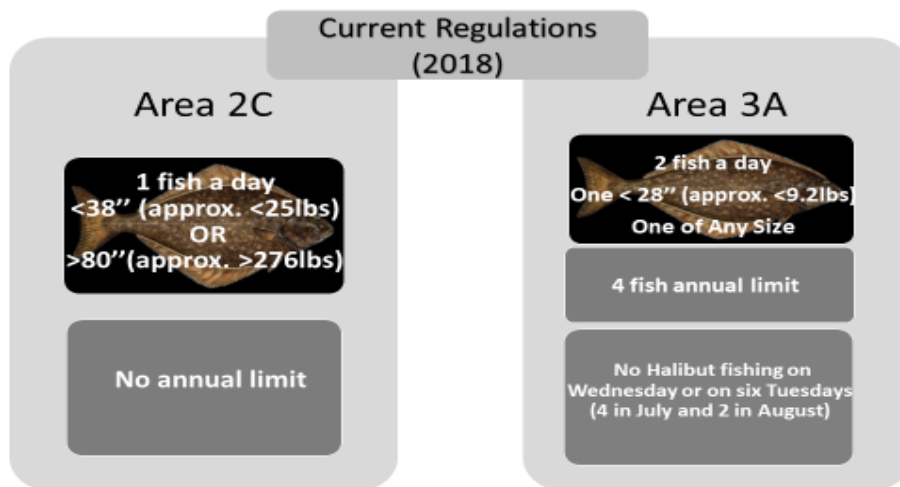 Current Regulations
(2018)
Area 2C
1 fish a day
<38’’ (approx. <25lbs)
OR
>80’’(approx. >276lbs)
No annual limit
Area 3A
2 fish a day
One < 28’’ (approx. <9.2lbs)
One of Any Size
4 fish annual limit
No Halibut fishing on
Wednesday or on six Tuesdays
(4 in July and 2 in August)